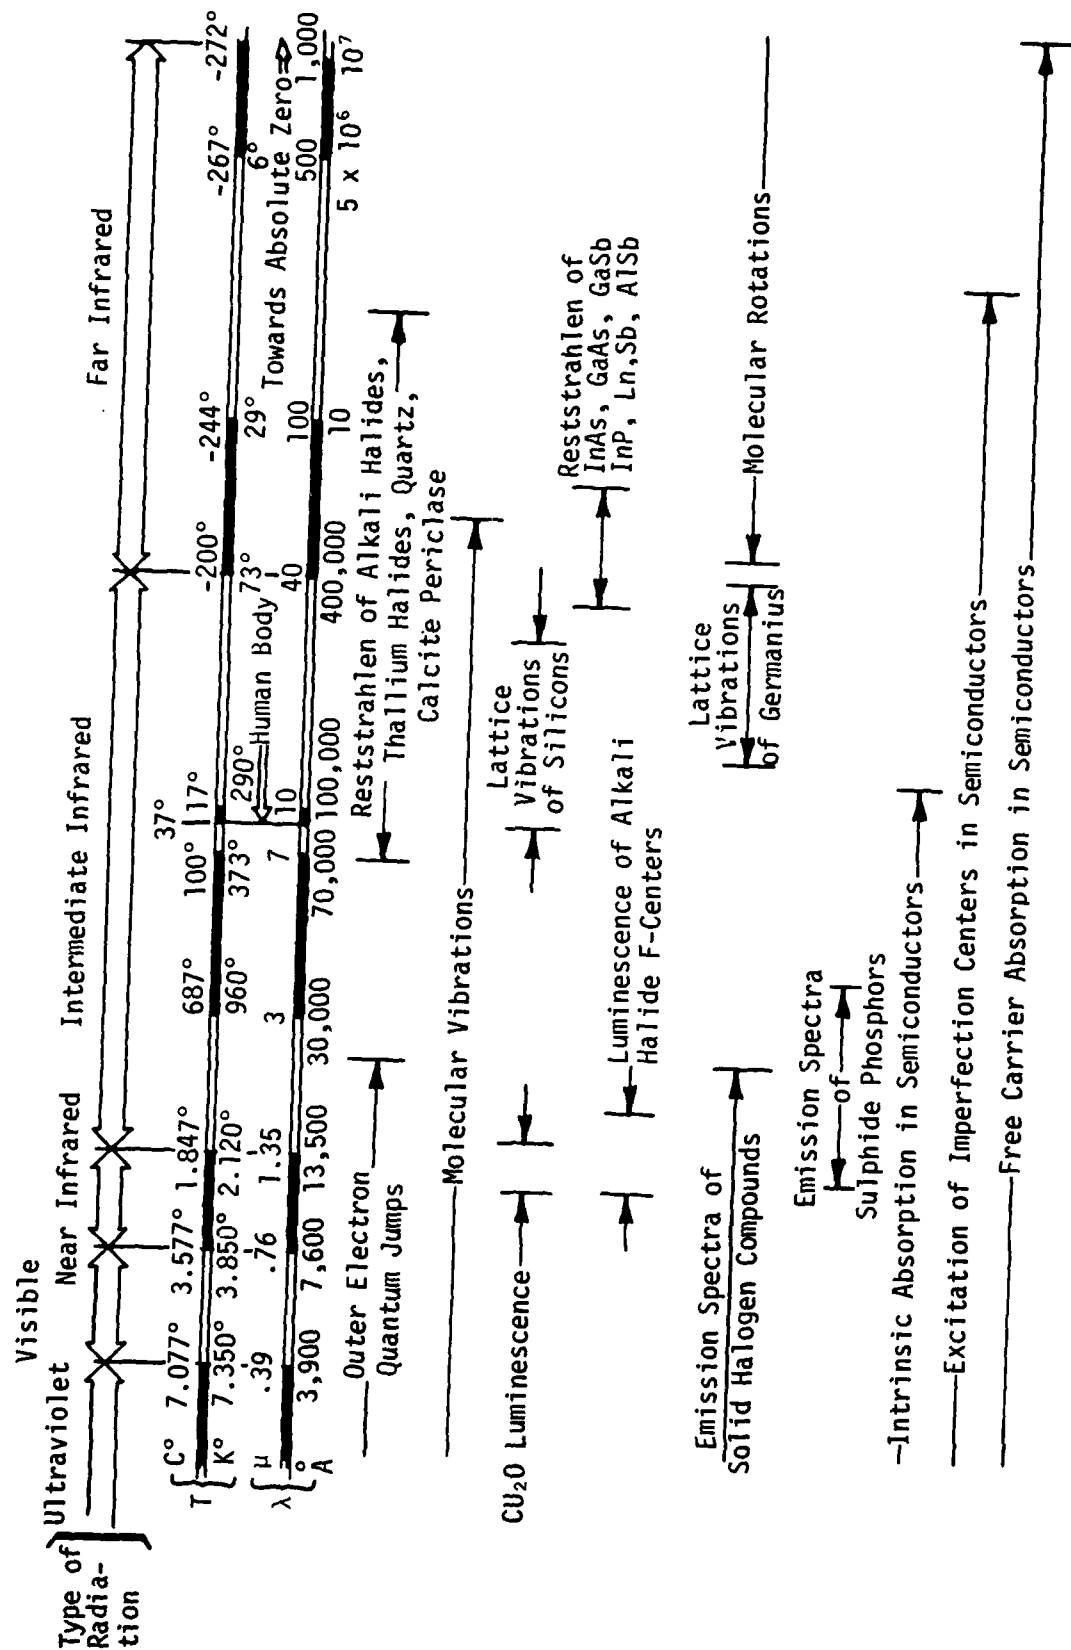 Type of
Radia-
tion
Ultraviolet
Visible
Near Infrared
Intermediate Infrared
Far Infrared
37°
T
C° 7.077° 3.577° 1.847° 687° 100° 17° -200° -244° -267° -272°
K° 7.350° 3.850° 2.120° 960° 373° 290° 73° 29° 6°
Human Body
Towards Absolute Zero
λ
μ .39 .76 1.35 3 7 10 40 100 500 1,000
Å 3,900 7,600 13,500 30,000 70,000 100,000 400,000 10 5 x 10⁶ 10⁷
Outer Electron
Quantum Jumps
Reststrahlen of Alkali Halides,
Thallium Halides, Quartz,
Calcite Periclase
Molecular Vibrations
CU₂O Luminescence
Lattice
Vibrations
of Silicons
Reststrahlen of
InAs, GaAs, GaSb
InP, Ln,Sb, AlSb
Luminescence of Alkali
Halide F-Centers
Emission Spectra of
Solid Halogen Compounds
Lattice
Vibrations
of Germanius
Molecular Rotations
Emission Spectra
of
Sulphide Phosphors
Intrinsic Absorption in Semiconductors
Excitation of Imperfection Centers in Semiconductors
Free Carrier Absorption in Semiconductors